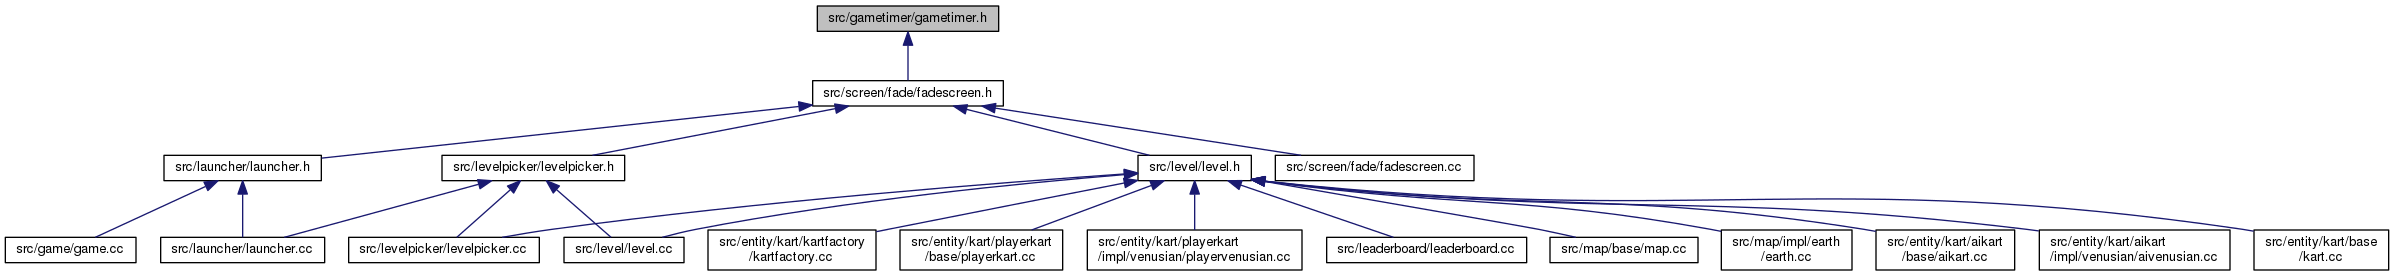 src/gametimer/gametimer.h
src/screen/fade/fadescreen.h
src/launcher/launcher.h
src/levelpicker/levelpicker.h
src/level/level.h
src/screen/fade/fadescreen.cc
src/game/game.cc
src/launcher/launcher.cc
src/levelpicker/levelpicker.cc
src/level/level.cc
src/entity/kart/kartfactory
/kartfactory.cc
src/entity/kart/playerkart
/base/playerkart.cc
src/entity/kart/playerkart
/impl/venusian/playervenusian.cc
src/leaderboard/leaderboard.cc
src/map/base/map.cc
src/map/impl/earth
/earth.cc
src/entity/kart/aikart
/base/aikart.cc
src/entity/kart/aikart
/impl/venusian/aivenusian.cc
src/entity/kart/base
/kart.cc